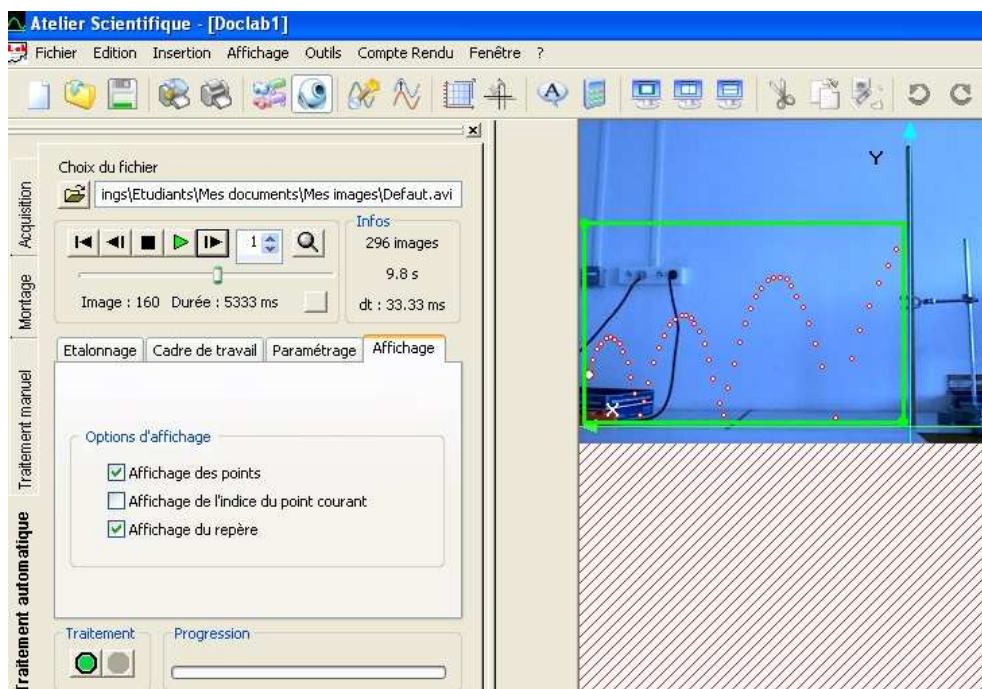 Atelier Scientifique - [Doclab1]
Fichier Edition Insertion Affichage Outils Compte Rendu Fenêtre ?
Choix du fichier
ings\Etudiants\Mes documents\Mes images\Defaut.avi
1
Infos
296 images
9.8 s
dt : 33.33 ms
Image : 160 Durée : 5333 ms
Etalonnage Cadre de travail Paramétrage Affichage
Options d'affichage
Affichage des points
Affichage de l'indice du point courant
Affichage du repère
Traitement
Progression
Acquisition
Montage
Traitement manuel
Traitement automatique
Y
X